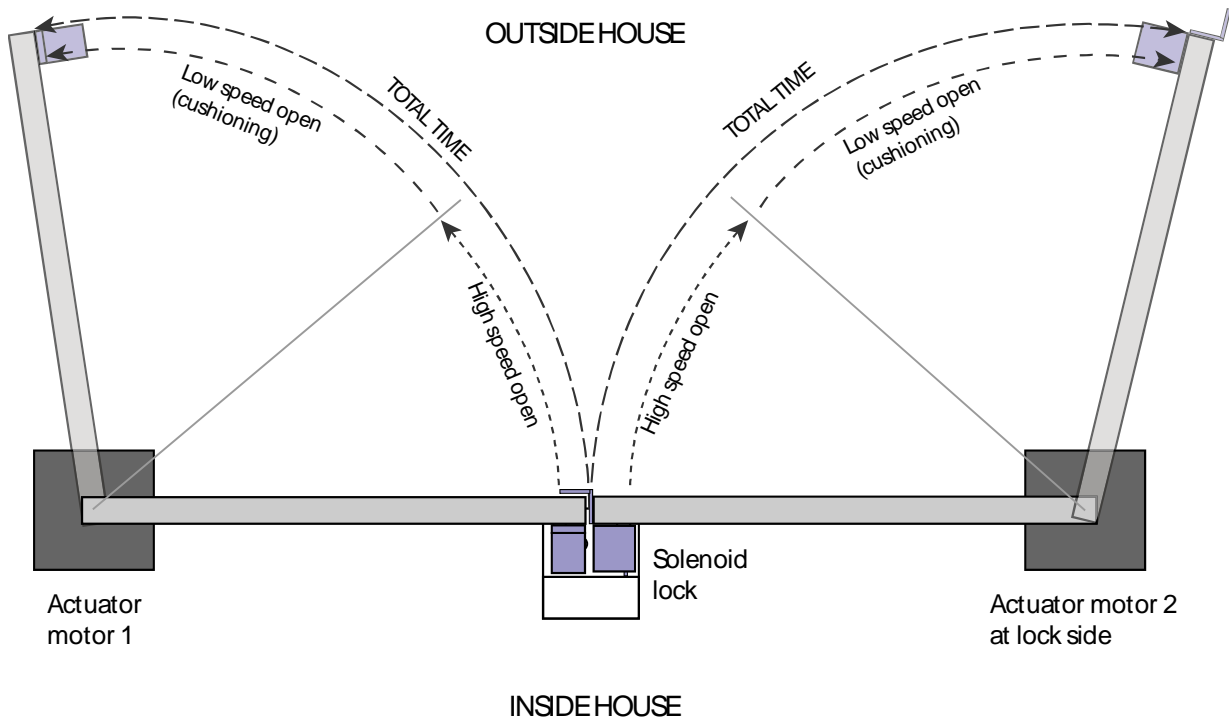 OUTSIDE HOUSE
Low speed open
(cushioning)
TOTAL TIME
TOTAL TIME
Low speed open
(cushioning)
High speed open
High speed open
Solenoid
lock
Actuator
motor 1
Actuator motor 2
at lock side
INSIDE HOUSE